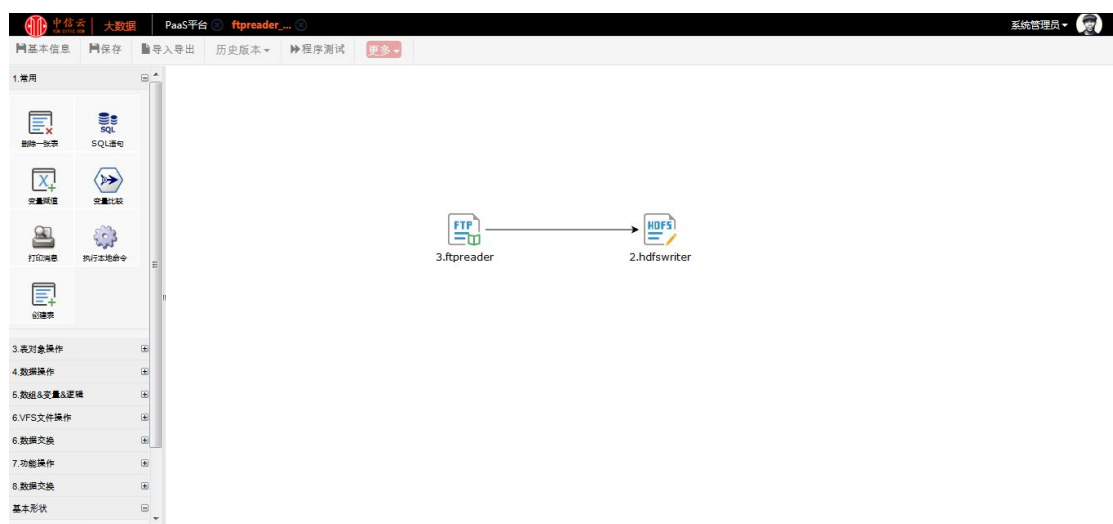 中信云 大数据 PaaS平台 ftpreader_... 系统管理员
基本信息 保存 导入导出 历史版本 程序测试 更多
1.常用
删除一张表 SQL语句
变量赋值 变量比较
打印消息 执行本地命令
创建表
FTP HDFS
3.ftpreader 2.hdfswriter
3.表对象操作
4.数据操作
5.数组&变量&逻辑
6.VFS文件操作
6.数据交换
7.功能操作
8.数据交换
基本形状